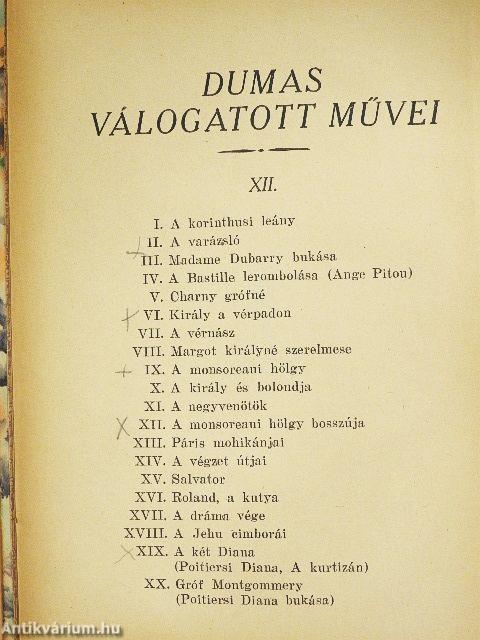 DUMAS
VÁLOGATOTT MŰVEI
XII.
I. A korinthusi leány
II. A varázsló
III. Madame Dubarry bukása
IV. A Bastille lerombolása (Ange Pitou)
V. Charny grófné
VI. Király a vérpadon
VII. A vérnász
VIII. Margot királyné szerelmese
IX. A monsoreaui hölgy
X. A király és bolondja
XI. A negyvenötök
XII. A monsoreaui hölgy bosszúja
XIII. Páris mohikánjai
XIV. A végzet útjai
XV. Salvator
XVI. Roland, a kutya
XVII. A dráma vége
XVIII. A Jehu cimborái
XIX. A két Diana
(Poitiersi Diana, A kurtizán)
XX. Gróf Montgommery
(Poitiersi Diana bukása)
Antikvárium.hu